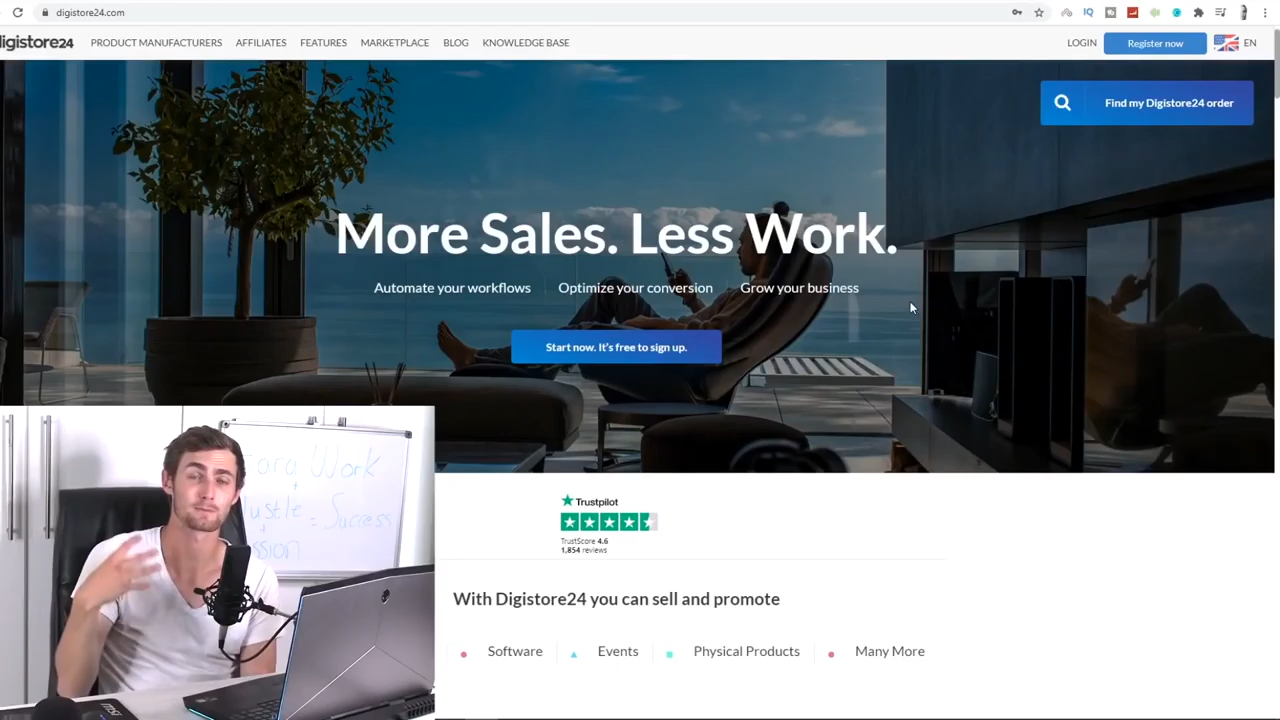 digistore24.com
digistore24
PRODUCT MANUFACTURERS AFFILIATES FEATURES MARKETPLACE BLOG KNOWLEDGE BASE
LOGIN Register now EN
Find my Digistore24 order
More Sales. Less Work.
Automate your workflows Optimize your conversion Grow your business
Start now. It's free to sign up.
Work
= Success
Trustpilot
TrustScore 4.6
1,854 reviews
With Digistore24 you can sell and promote
Software Events Physical Products Many More
msi